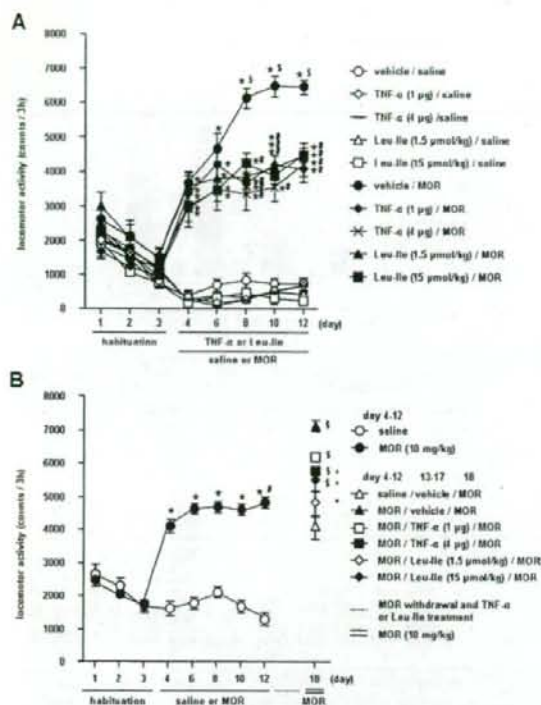 A
locomotor activity (counts / 3h)
8000
7000
6000
5000
4000
3000
2000
1000
0
1 2 3 4 6 8 10 12 (day)
habituation
TNF-α or Leu-Ile
saline or MOR
vehicle / saline
TNF-α (1 µg) / saline
TNF-α (4 µg) /saline
Leu-Ile (1.5 µmol/kg) / saline
Leu-Ile (15 µmol/kg) / saline
vehicle / MOR
TNF-α (1 µg) / MOR
TNF-α (4 µg) / MOR
Leu-Ile (1.5 µmol/kg) / MOR
Leu-Ile (15 µmol/kg) / MOR
B
locomotor activity (counts / 3h)
8000
7000
6000
5000
4000
3000
2000
1000
0
1 2 3 4 6 8 10 12 18 (day)
habituation
saline or MOR
MOR
day 4-12
saline
MOR (10 mg/kg)
day 4-12 13-17 18
saline / vehicle / MOR
MOR / vehicle / MOR
MOR / TNF-α (1 µg) / MOR
MOR / TNF-α (4 µg) / MOR
MOR / Leu-Ile (1.5 µmol/kg) / MOR
MOR / Leu-Ile (15 µmol/kg) / MOR
MOR withdrawal and TNF-α
or Leu-Ile treatment
MOR (10 mg/kg)